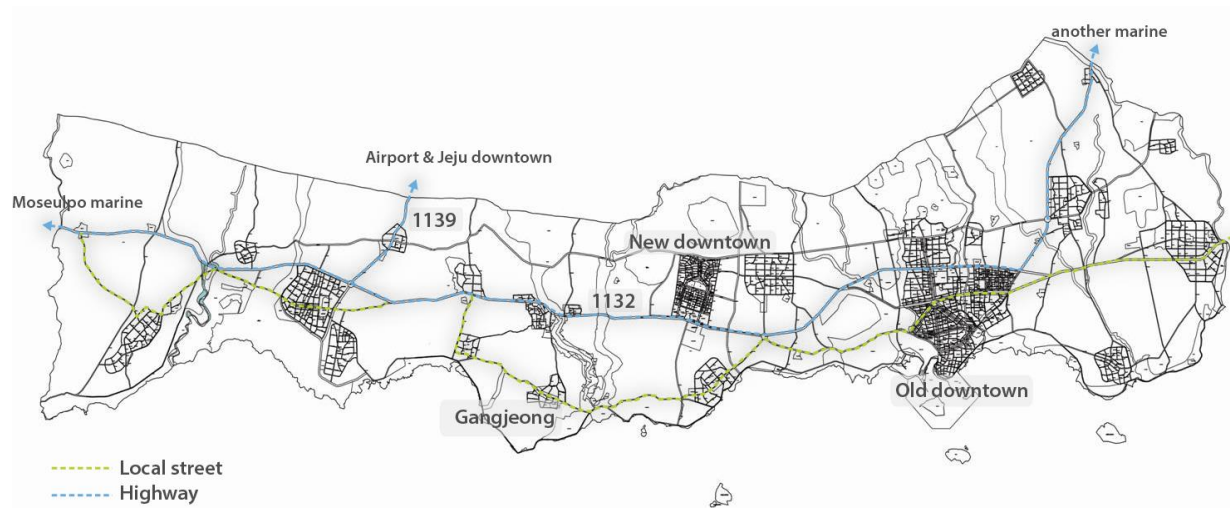 another marine
Airport & Jeju downtown
Moseulpo marine
1139
New downtown
1132
Old downtown
Gangjeong
Local street
Highway